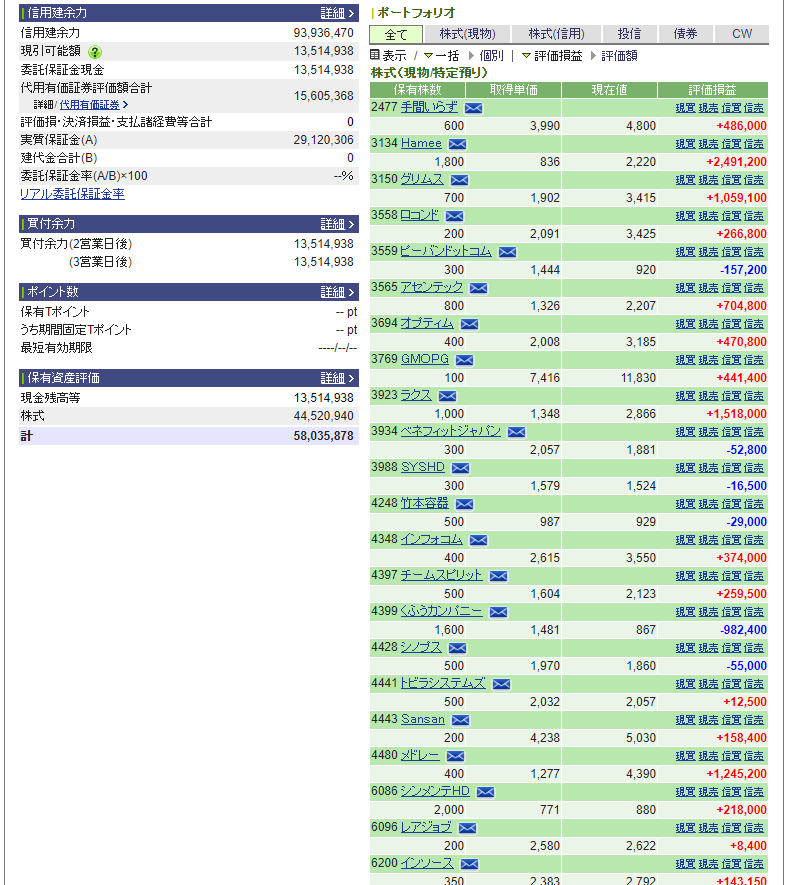 信用建余力 詳細
信用建余力 93,936,470
現引可能額 ? 13,514,938
委託保証金現金 13,514,938
代用有価証券評価額合計 15,605,368
詳細/代用有価証券
評価損・決済損益・支払諸経費等合計 0
実質保証金(A) 29,120,306
建代金合計(B) 0
委託保証金率(A/B)×100 --%
リアル委託保証金率
買付余力 詳細
買付余力(2営業日後) 13,514,938
(3営業日後) 13,514,938
ポイント数 詳細
保有Tポイント -- pt
うち期間固定Tポイント -- pt
最短有効期限 ----/--/--
保有資産評価 詳細
現金残高等 13,514,938
株式 44,520,940
計 58,035,878
ポートフォリオ
全て 株式(現物) 株式(信用) 投信 債券 CW
表示 / 一括 個別 | 評価損益 評価額
株式(現物/特定預り)
保有株数 取得単価 現在値 評価損益
2477 手間いらず 現買 現売 信買 信売
600 3,990 4,800 +486,000
3134 Hamee 現買 現売 信買 信売
1,800 836 2,220 +2,491,200
3150 グリムス 現買 現売 信買 信売
700 1,902 3,415 +1,059,100
3558 ロコンド 現買 現売 信買 信売
200 2,091 3,425 +266,800
3559 ピーバンドットコム 現買 現売 信買 信売
300 1,444 920 -157,200
3565 アセンテック 現買 現売 信買 信売
800 1,326 2,207 +704,800
3694 オプティム 現買 現売 信買 信売
400 2,008 3,185 +470,800
3769 GMOPG 現買 現売 信買 信売
100 7,416 11,830 +441,400
3923 ラクス 現買 現売 信買 信売
1,000 1,348 2,866 +1,518,000
3934 ベネフィットジャパン 現買 現売 信買 信売
300 2,057 1,881 -52,800
3988 SYSHD 現買 現売 信買 信売
300 1,579 1,524 -16,500
4248 竹本容器 現買 現売 信買 信売
500 987 929 -29,000
4348 インフォコム 現買 現売 信買 信売
400 2,615 3,550 +374,000
4397 チームスピリット 現買 現売 信買 信売
500 1,604 2,123 +259,500
4399 くふうカンパニー 現買 現売 信買 信売
1,600 1,481 867 -982,400
4428 シノプス 現買 現売 信買 信売
500 1,970 1,860 -55,000
4441 トビラシステムズ 現買 現売 信買 信売
500 2,032 2,057 +12,500
4443 Sansan 現買 現売 信買 信売
200 4,238 5,030 +158,400
4480 メドレー 現買 現売 信買 信売
400 1,277 4,390 +1,245,200
6086 シンメンテHD 現買 現売 信買 信売
2,000 771 880 +218,000
6096 レアジョブ 現買 現売 信買 信売
200 2,580 2,622 +8,400
6200 インソース 現買 現売 信買 信売
350 2,383 2,792 +143,150